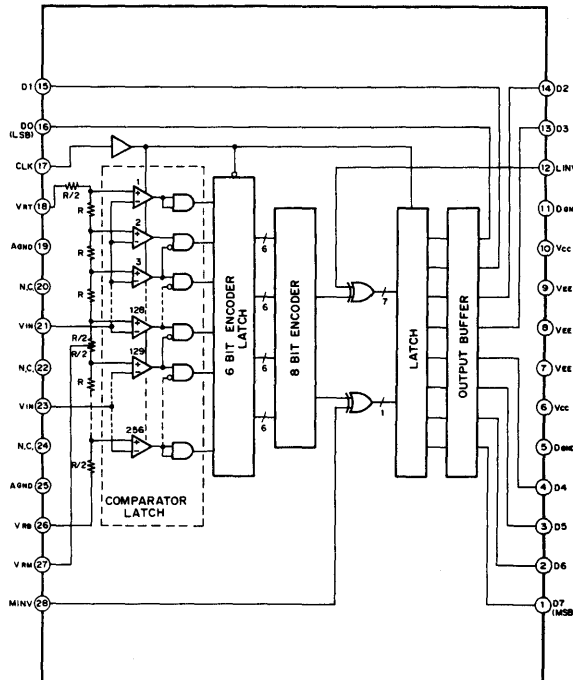 D1 15
D0 16
(LSB)
CLK 17
VRT 18
AGND 19
N.C. 20
VIN 21
N.C. 22
VIN 23
N.C. 24
AGND 25
VRB 26
VRM 27
MINV 28
R/2
R
R
R
R/2
R/2
R
R/2
1
+
-
2
+
-
3
+
-
128
+
-
129
+
-
256
+
-
COMPARATOR
LATCH
6 BIT ENCODER
LATCH
6
6
6
6
8 BIT ENCODER
7
1
LATCH
OUTPUT BUFFER
14 D2
13 D3
12 LINV
11 DGND
10 VCC
9 VEE
8 VEE
7 VEE
6 VCC
5 DGND
4 D4
3 D5
2 D6
1 D7
(MSB)